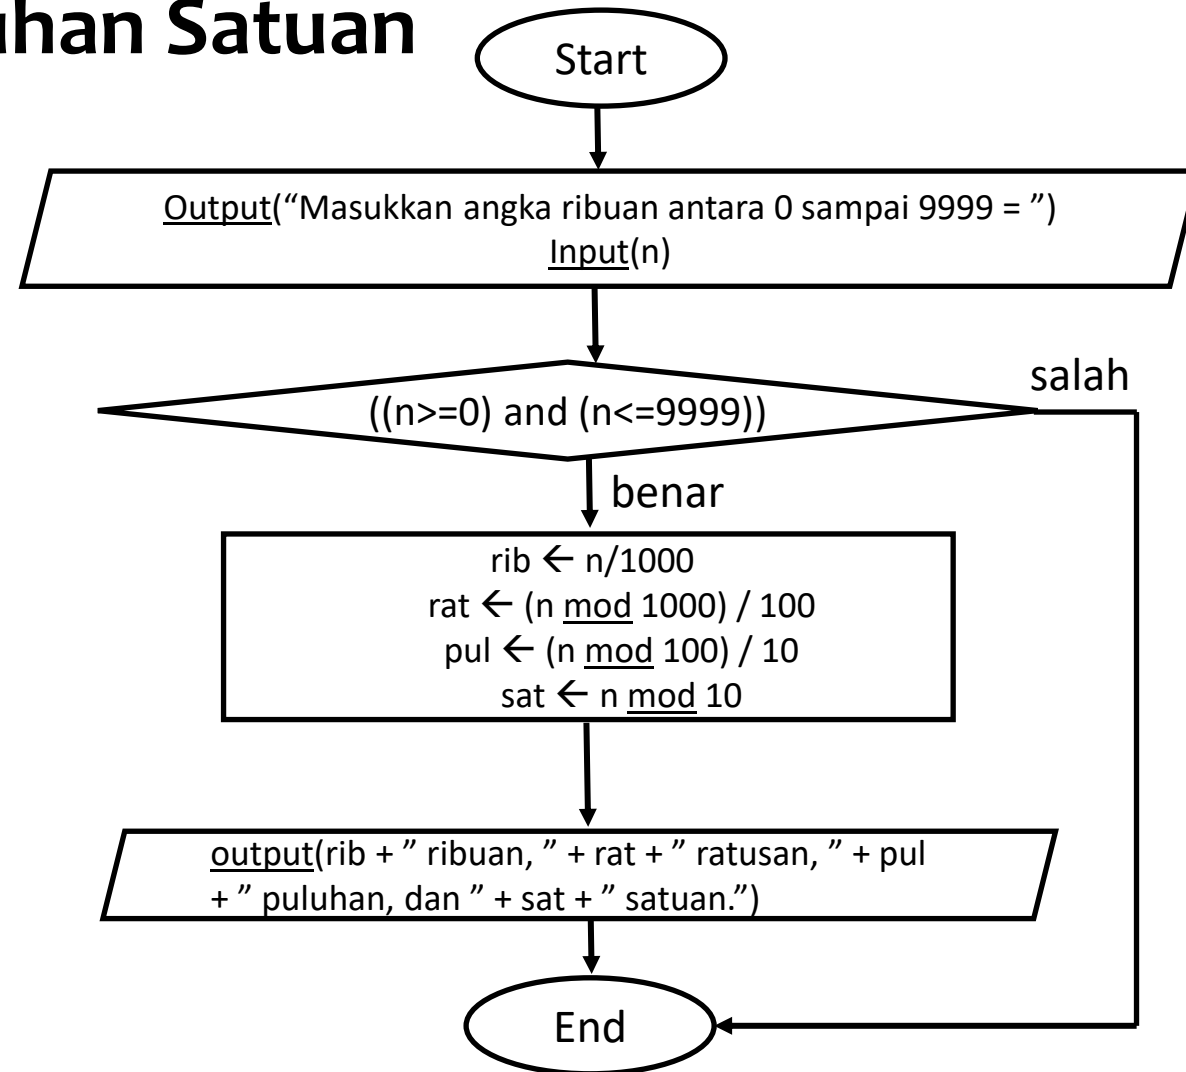 uhan Satuan
Start
Output(“Masukkan angka ribuan antara 0 sampai 9999 = ”)
Input(n)
((n>=0) and (n<=9999))
salah
benar
rib ← n/1000
rat ← (n mod 1000) / 100
pul ← (n mod 100) / 10
sat ← n mod 10
output(rib + ” ribuan, ” + rat + ” ratusan, ” + pul
+ ” puluhan, dan ” + sat + ” satuan.”)
End